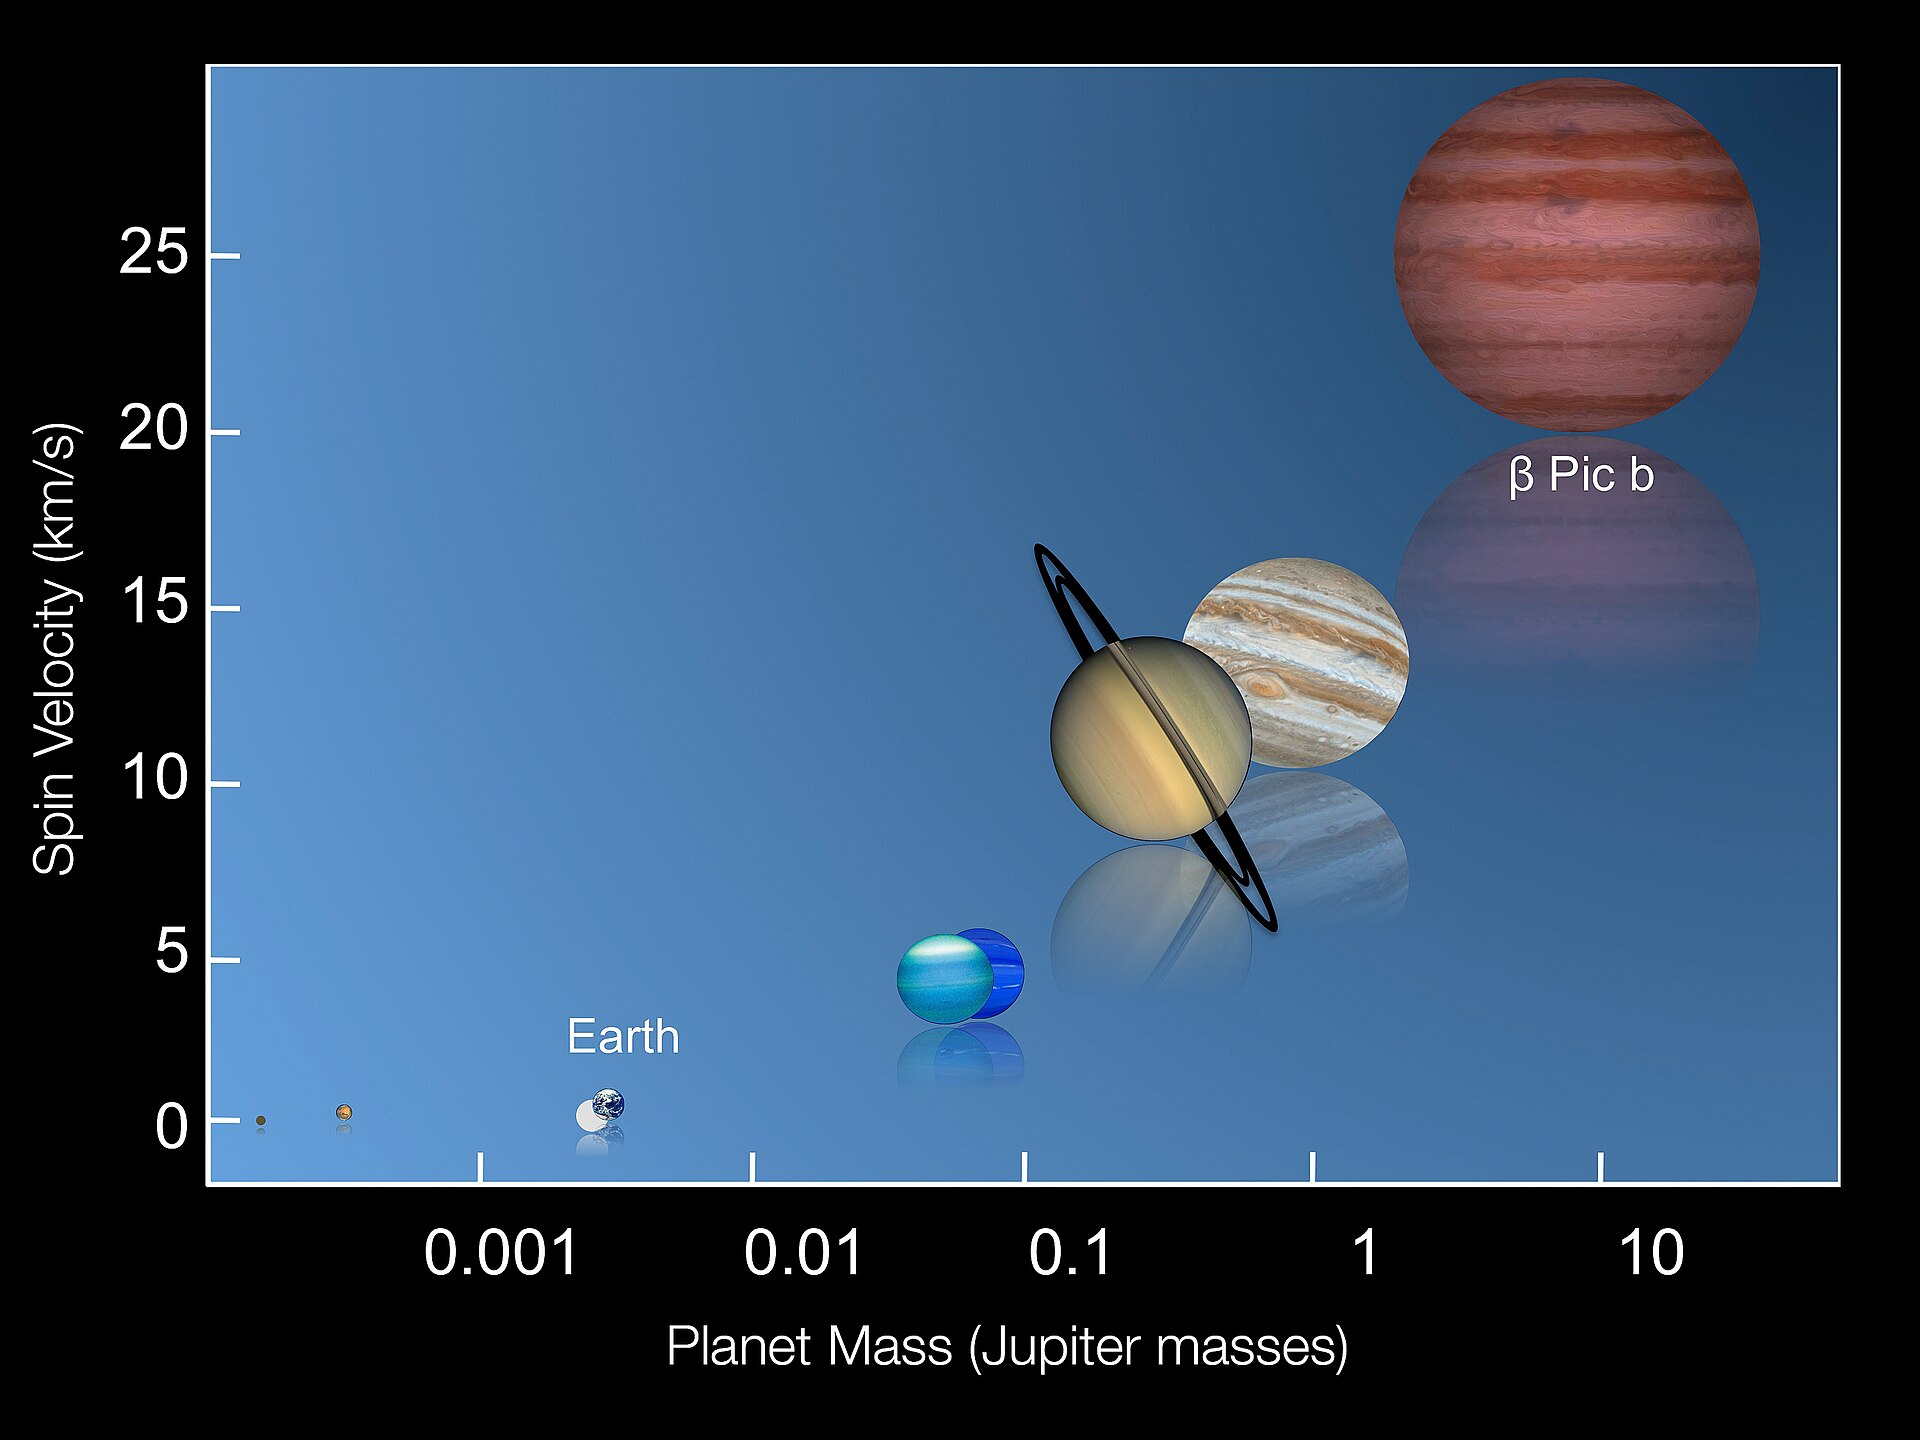 25
20
15
10
5
0
Spin Velocity (km/s)
β Pic b
Earth
0.001 0.01 0.1 1 10
Planet Mass (Jupiter masses)